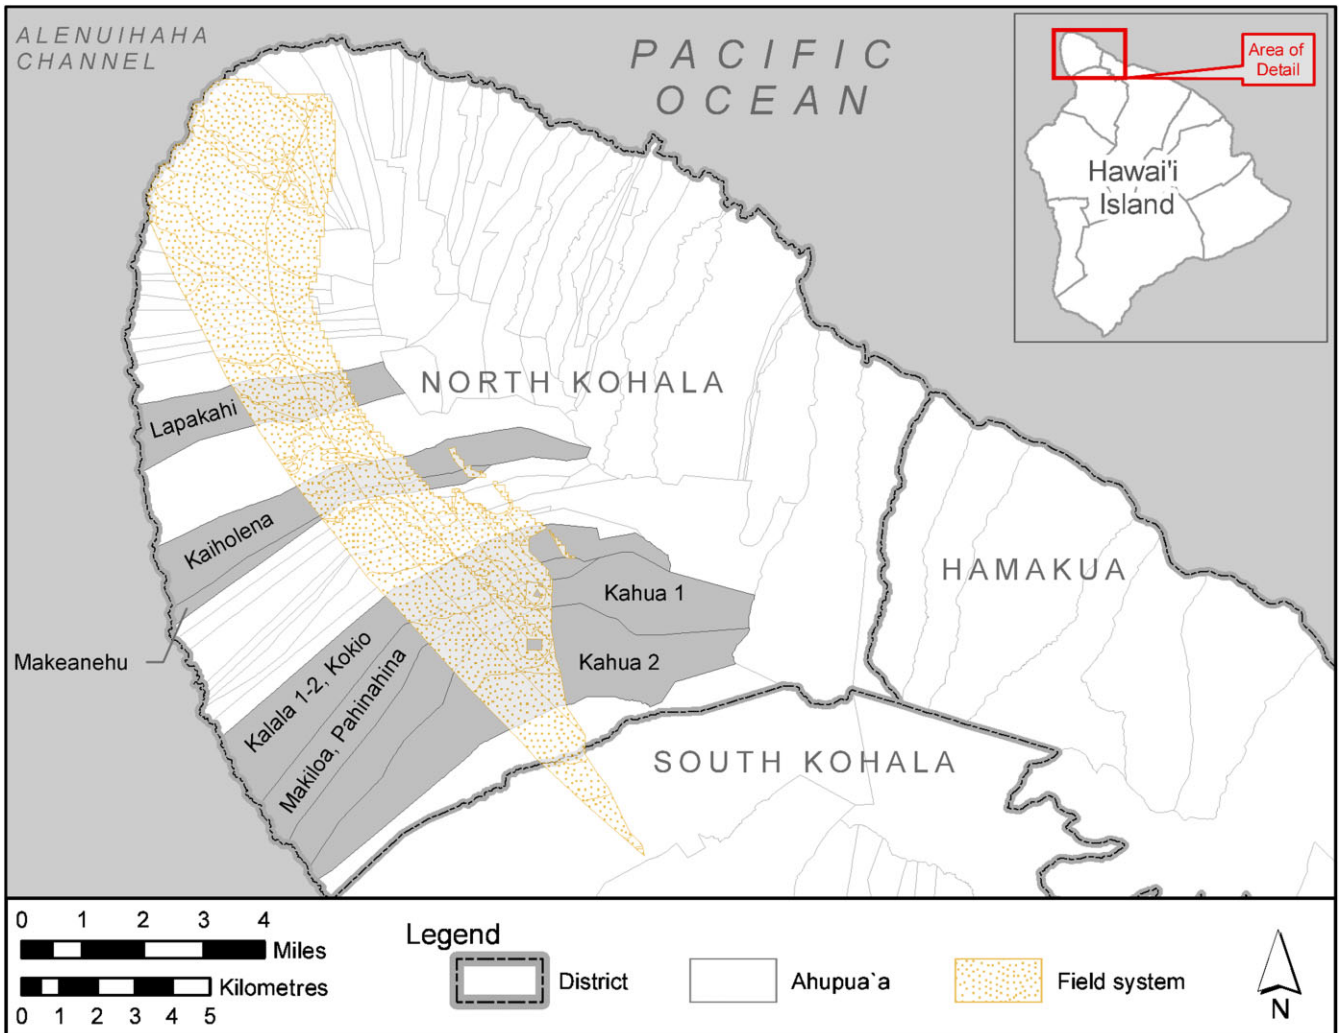 ALENUIHAHA
CHANNEL
PACIFIC
OCEAN
Area of
Detail
Hawai'i
Island
NORTH KOHALA
Lapakahi
Kaiholena
HAMAKUA
Kahua 1
Makeanehu
Kahua 2
Kalala 1-2, Kokio
Makiloa, Pahinahina
SOUTH KOHALA
0 1 2 3 4
Miles
Kilometres
0 1 2 3 4 5
Legend
District
Ahupua`a
Field system
N